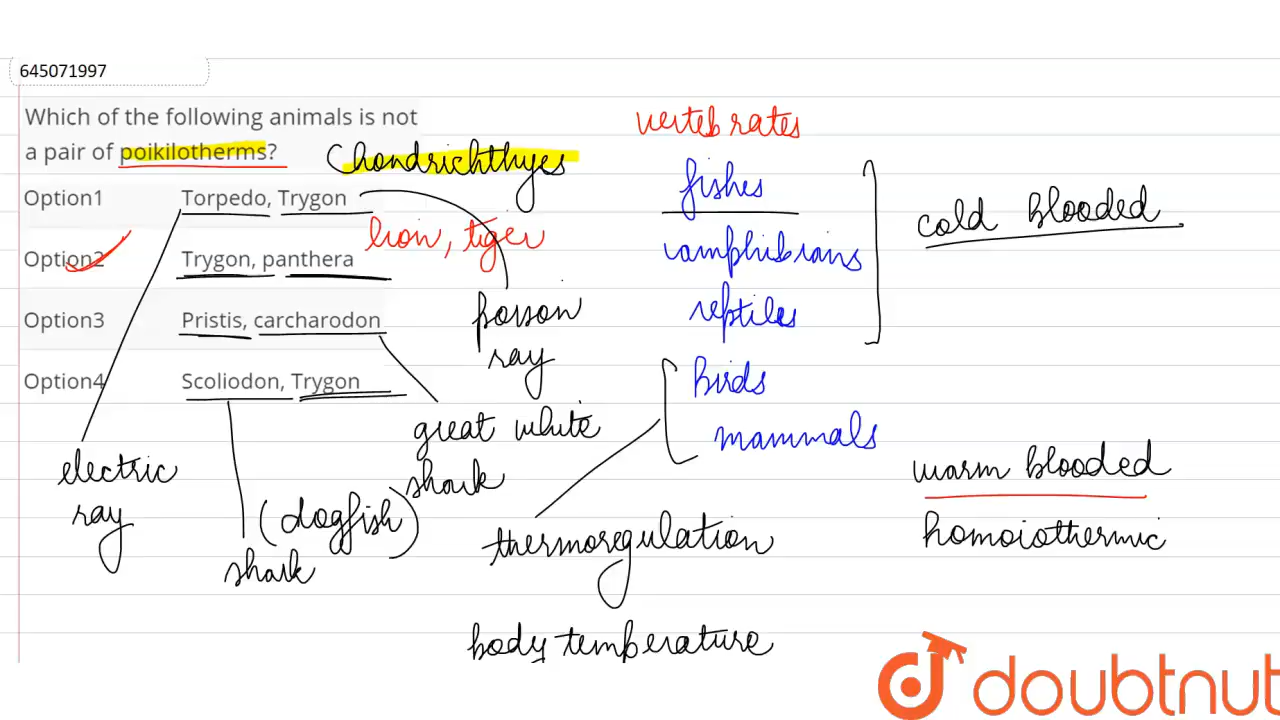 645071997
Which of the following animals is not
a pair of poikilotherms?
Option1 Torpedo, Trygon
Option2 Trygon, panthera
Option3 Pristis, carcharodon
Option4 Scoliodon, Trygon
Chondrichthyes
lion, tiger
poison
ray
great white
shark
electric
ray
(dogfish)
shark
vertebrates
fishes
amphibians
reptiles
Birds
mammals
cold blooded
warm blooded
homoiothermic
thermoregulation
body temperature
doubtnut